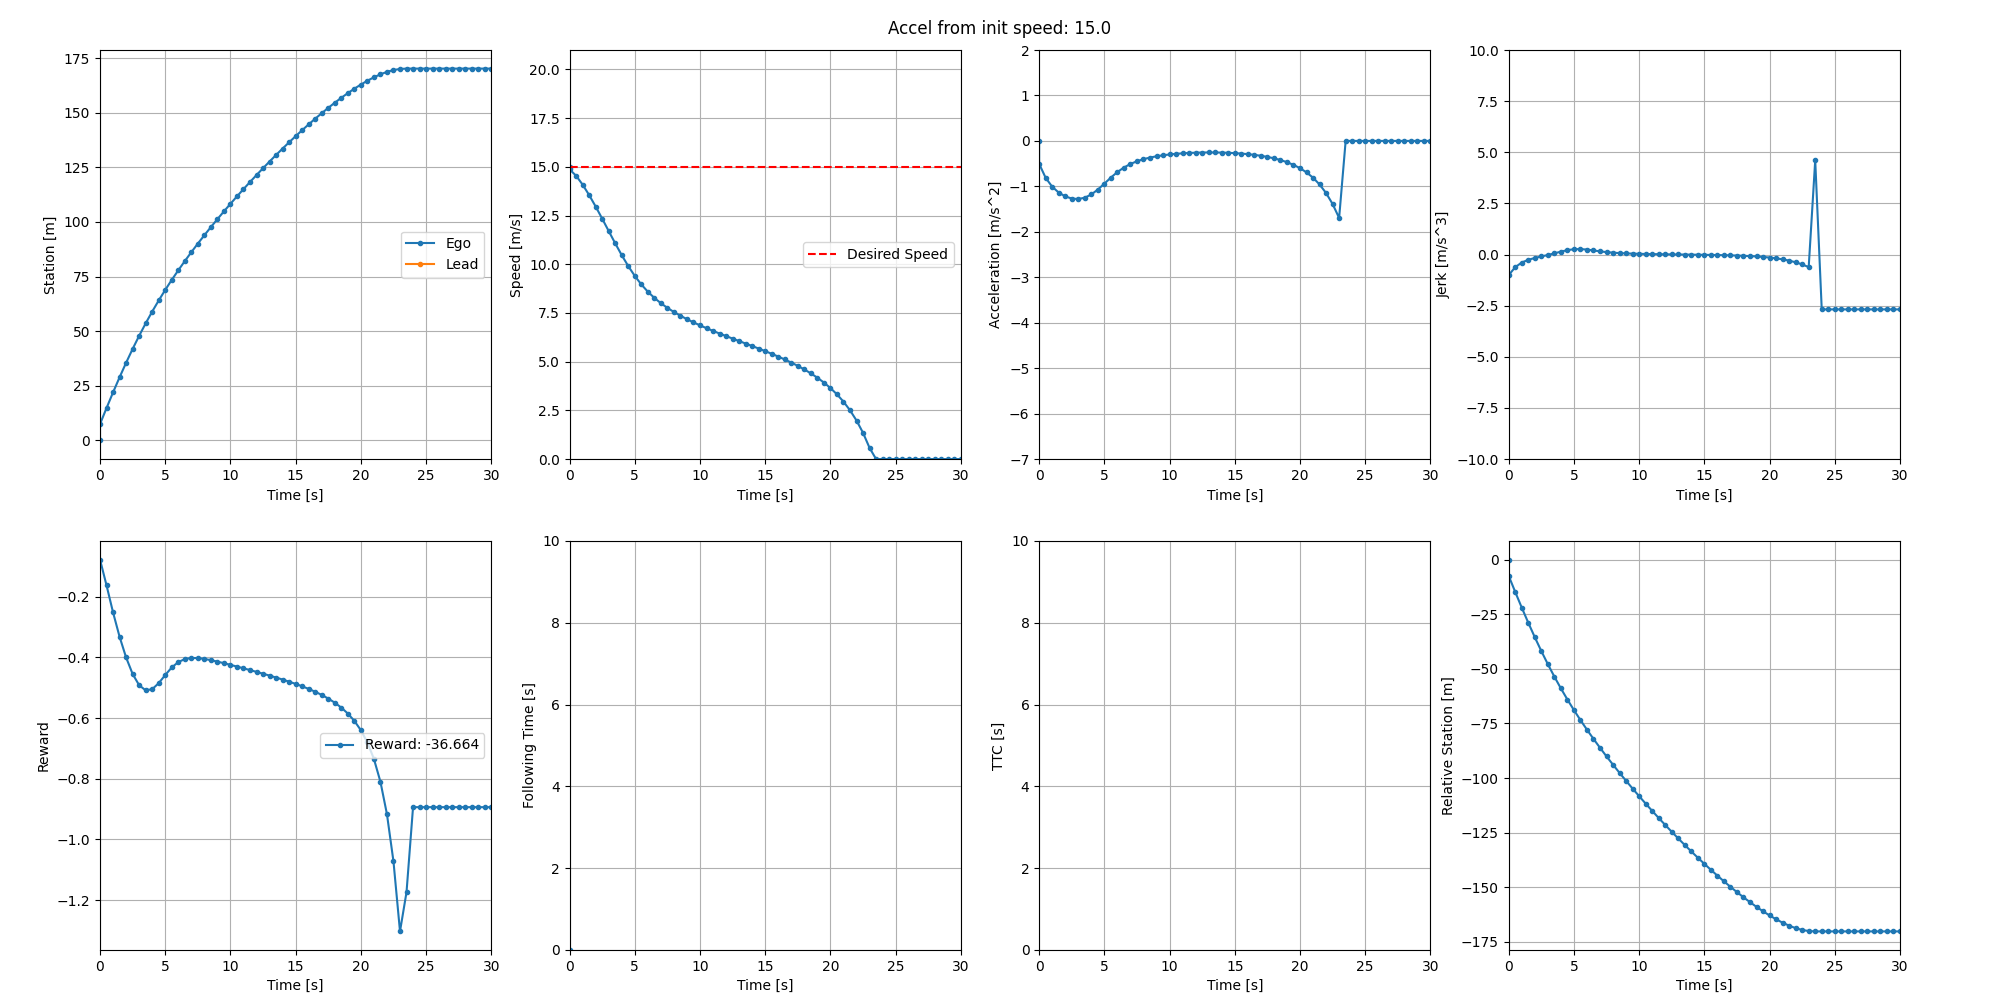 Accel from init speed: 15.0
175
150
125
100
75
50
25
0
Station [m]
Ego
Lead
0 5 10 15 20 25 30
Time [s]
20.0
17.5
15.0
12.5
10.0
7.5
5.0
2.5
0.0
Speed [m/s]
Desired Speed
0 5 10 15 20 25 30
Time [s]
2
1
0
−1
−2
−3
−4
−5
−6
−7
Acceleration [m/s^2]
0 5 10 15 20 25 30
Time [s]
10.0
7.5
5.0
2.5
0.0
−2.5
−5.0
−7.5
−10.0
Jerk [m/s^3]
0 5 10 15 20 25 30
Time [s]
−0.2
−0.4
−0.6
−0.8
−1.0
−1.2
Reward
Reward: -36.664
0 5 10 15 20 25 30
Time [s]
10
8
6
4
2
0
Following Time [s]
0 5 10 15 20 25 30
Time [s]
10
8
6
4
2
0
TTC [s]
0 5 10 15 20 25 30
Time [s]
0
−25
−50
−75
−100
−125
−150
−175
Relative Station [m]
0 5 10 15 20 25 30
Time [s]